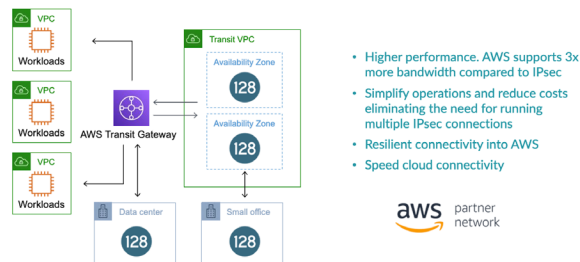 VPC
Workloads
VPC
Workloads
VPC
Workloads
AWS Transit Gateway
Transit VPC
Availability Zone
128
Availability Zone
128
Data center
128
Small office
128
• Higher performance. AWS supports 3x
more bandwidth compared to IPsec
• Simplify operations and reduce costs
eliminating the need for running
multiple IPsec connections
• Resilient connectivity into AWS
• Speed cloud connectivity
aws partner
network